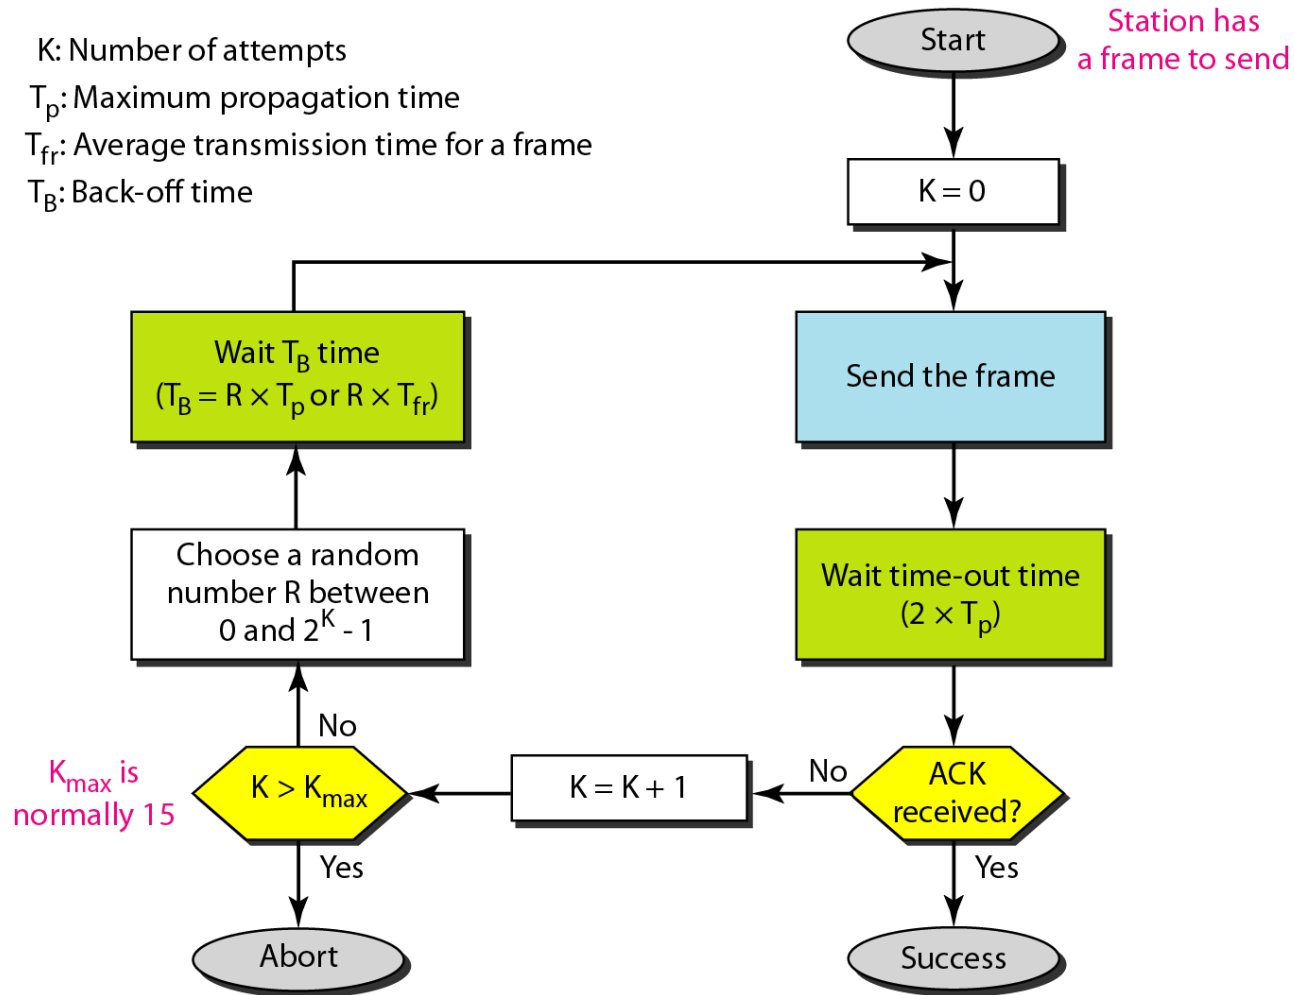 K: Number of attempts
Tp: Maximum propagation time
Tfr: Average transmission time for a frame
TB: Back-off time
Start
Station has
a frame to send
K = 0
Wait TB time
(TB = R × Tp or R × Tfr)
Send the frame
Choose a random
number R between
0 and 2^K - 1
Wait time-out time
(2 × Tp)
No
Kmax is
normally 15
K > Kmax
K = K + 1
No
ACK
received?
Yes
Yes
Abort
Success